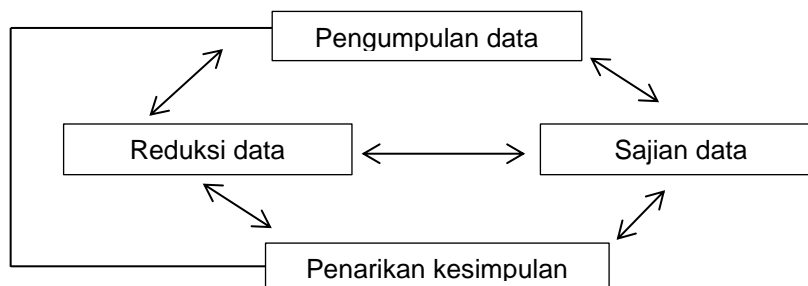 Pengumpulan data
Reduksi data
Sajian data
Penarikan kesimpulan